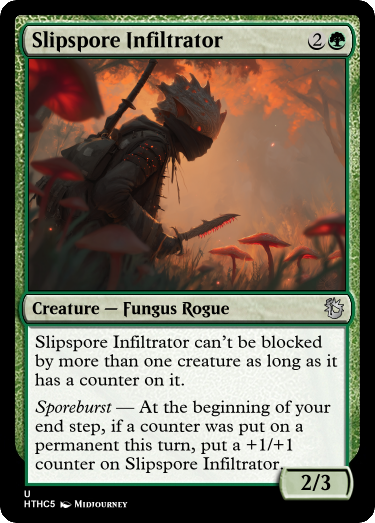 Slipspore Infiltrator 2
Creature — Fungus Rogue
Slipspore Infiltrator can't be blocked
by more than one creature as long as it
has a counter on it.
Sporeburst — At the beginning of your
end step, if a counter was put on a
permanent this turn, put a +1/+1
counter on Slipspore Infiltrator.
2/3
U
HTHC5 Midjourney